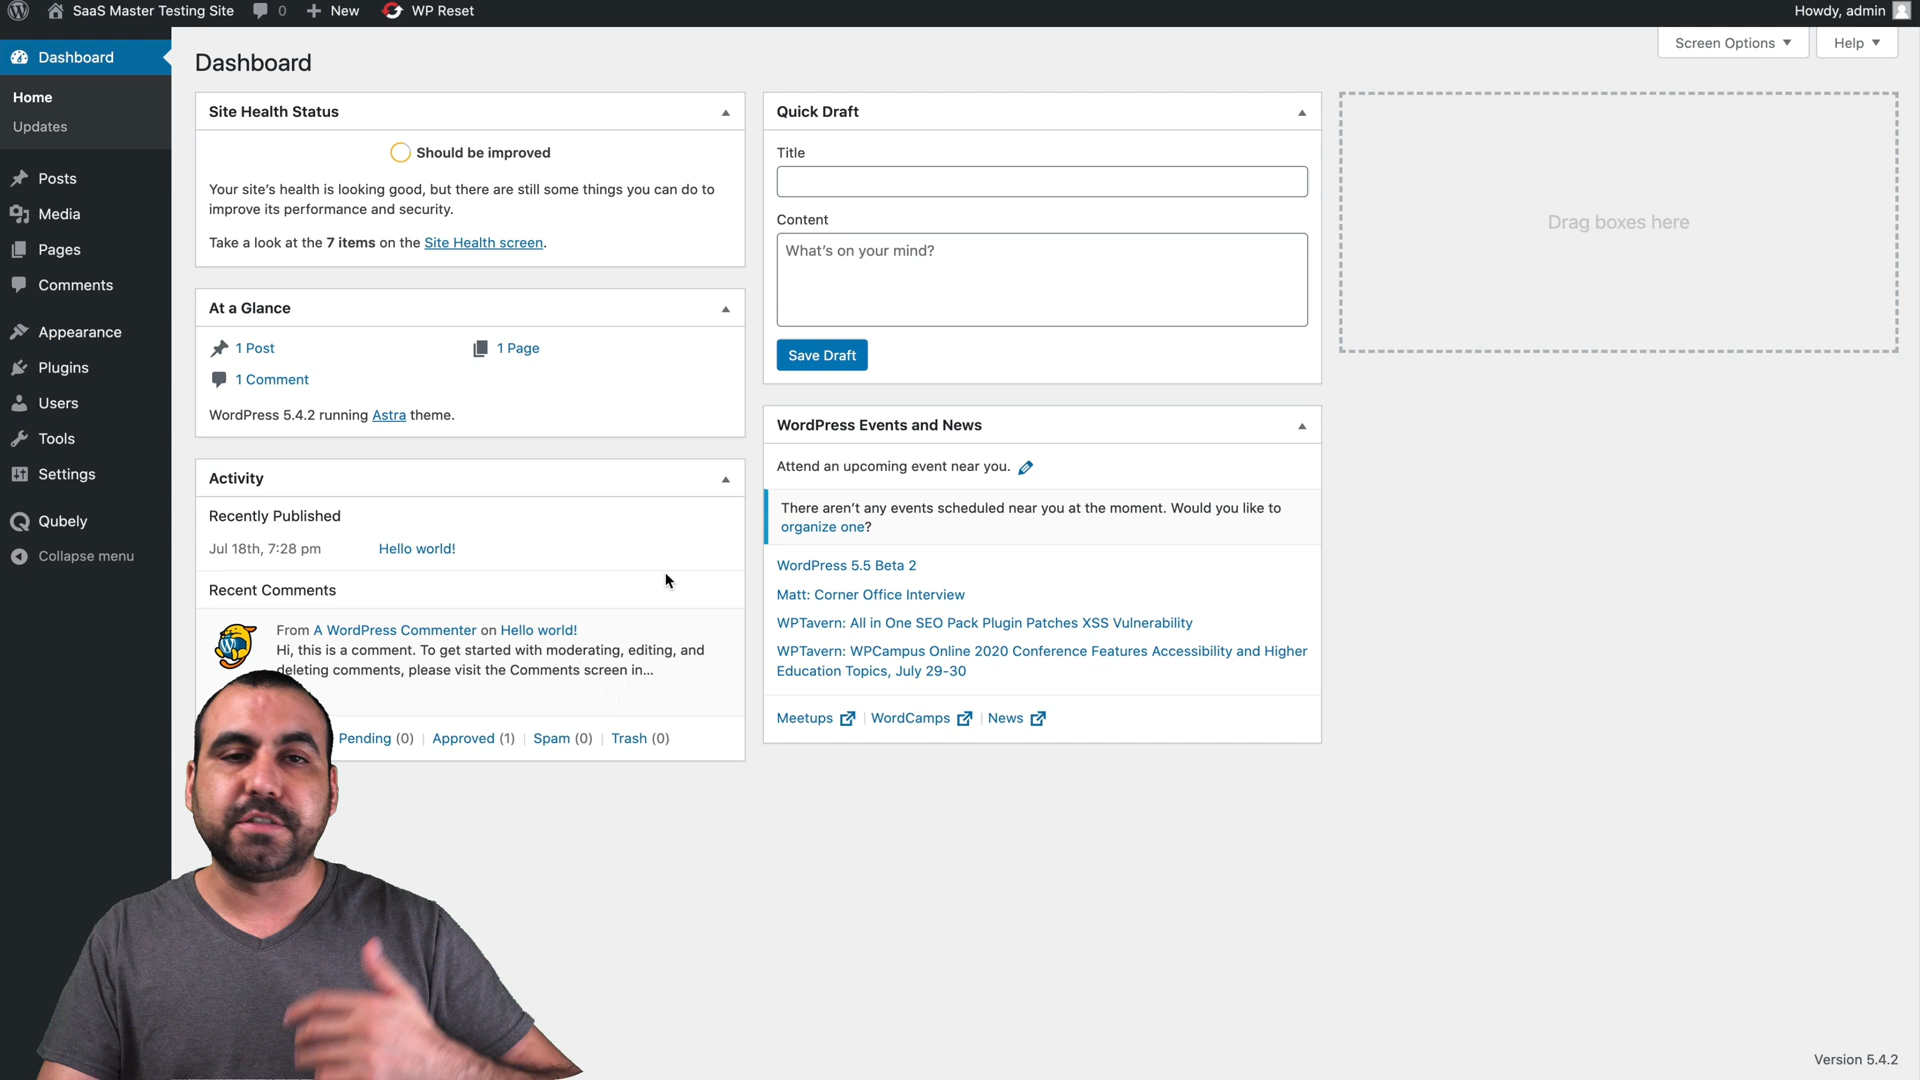 SaaS Master Testing Site 0 New WP Reset Howdy, admin
Screen Options Help
Dashboard
Home
Updates
Posts
Media
Pages
Comments
Appearance
Plugins
Users
Tools
Settings
Qubely
Collapse menu
Dashboard
Site Health Status
Should be improved
Your site's health is looking good, but there are still some things you can do to
improve its performance and security.
Take a look at the 7 items on the Site Health screen.
At a Glance
1 Post 1 Page
1 Comment
WordPress 5.4.2 running Astra theme.
Activity
Recently Published
Jul 18th, 7:28 pm Hello world!
Recent Comments
From A WordPress Commenter on Hello world!
Hi, this is a comment. To get started with moderating, editing, and
deleting comments, please visit the Comments screen in...
Pending (0) | Approved (1) | Spam (0) | Trash (0)
Quick Draft
Title
Content
What's on your mind?
Save Draft
WordPress Events and News
Attend an upcoming event near you.
There aren't any events scheduled near you at the moment. Would you like to
organize one?
WordPress 5.5 Beta 2
Matt: Corner Office Interview
WPTavern: All in One SEO Pack Plugin Patches XSS Vulnerability
WPTavern: WPCampus Online 2020 Conference Features Accessibility and Higher
Education Topics, July 29-30
Meetups | WordCamps | News
Drag boxes here
Version 5.4.2